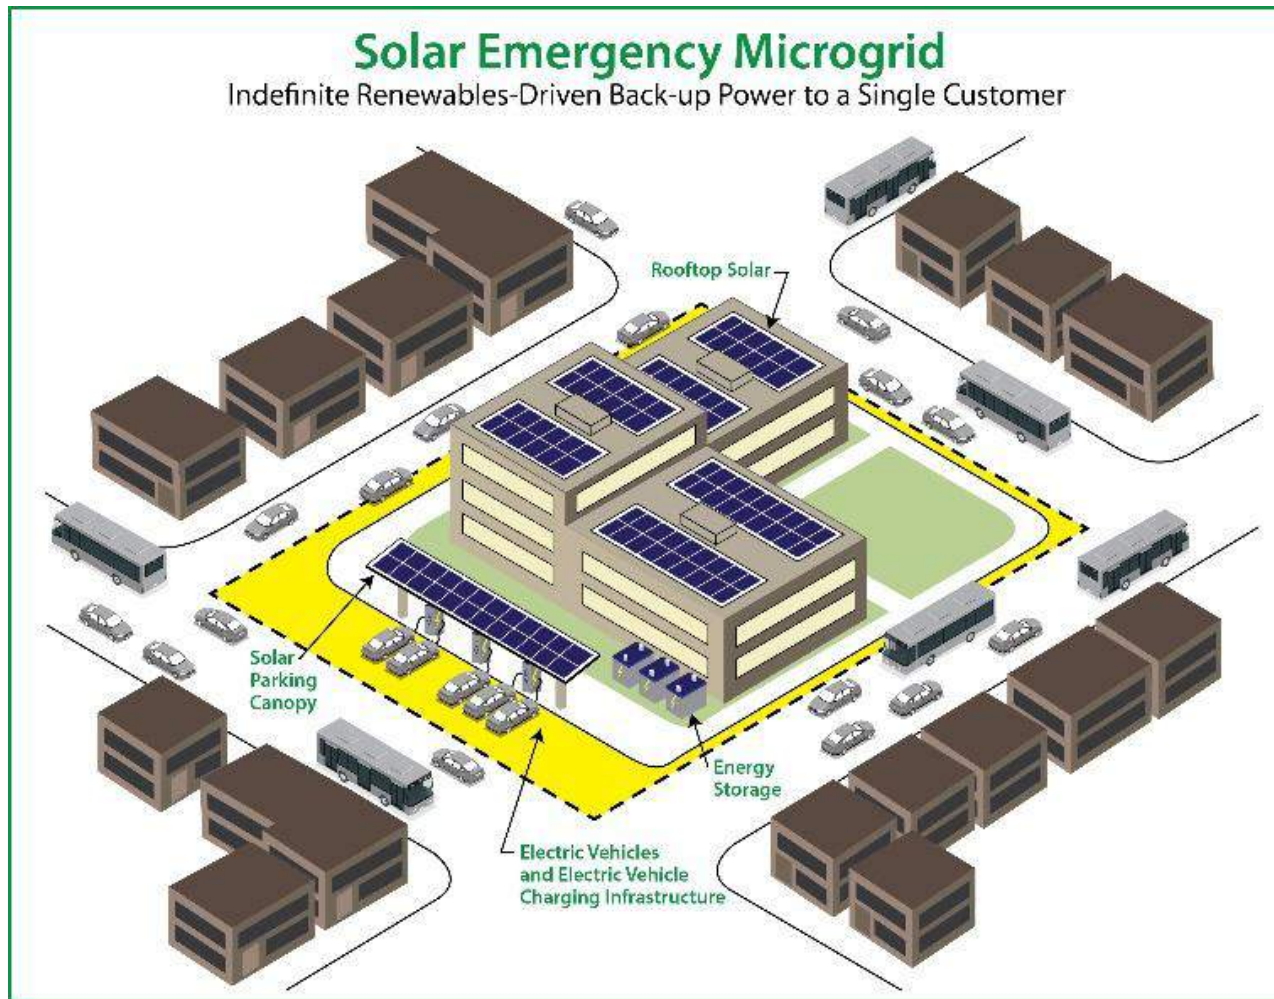 Solar Emergency Microgrid
Indefinite Renewables-Driven Back-up Power to a Single Customer
Rooftop Solar
Solar
Parking
Canopy
Energy
Storage
Electric Vehicles
and Electric Vehicle
Charging Infrastructure